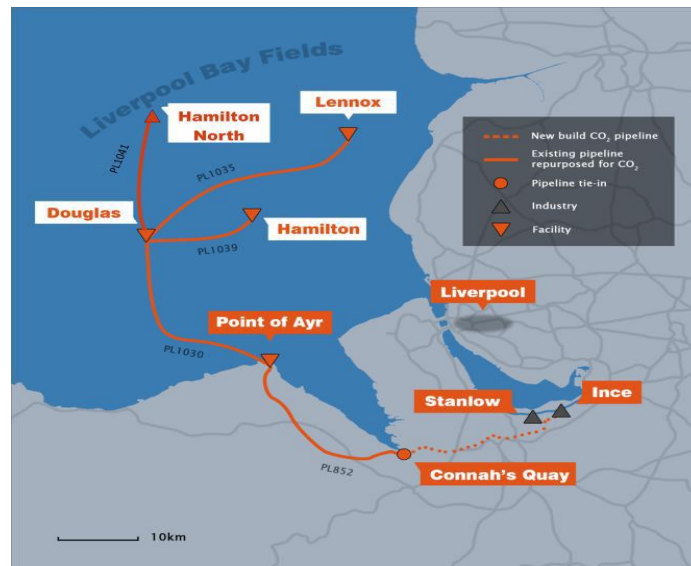 Liverpool Bay Fields
Hamilton
North
Lennox
PL1041
PL1035
New build CO₂ pipeline
Existing pipeline
repurposed for CO₂
Pipeline tie-in
Industry
Facility
Douglas
Hamilton
PL1039
Liverpool
Point of Ayr
PL1030
Stanlow
Ince
PL852
Connah's Quay
10km